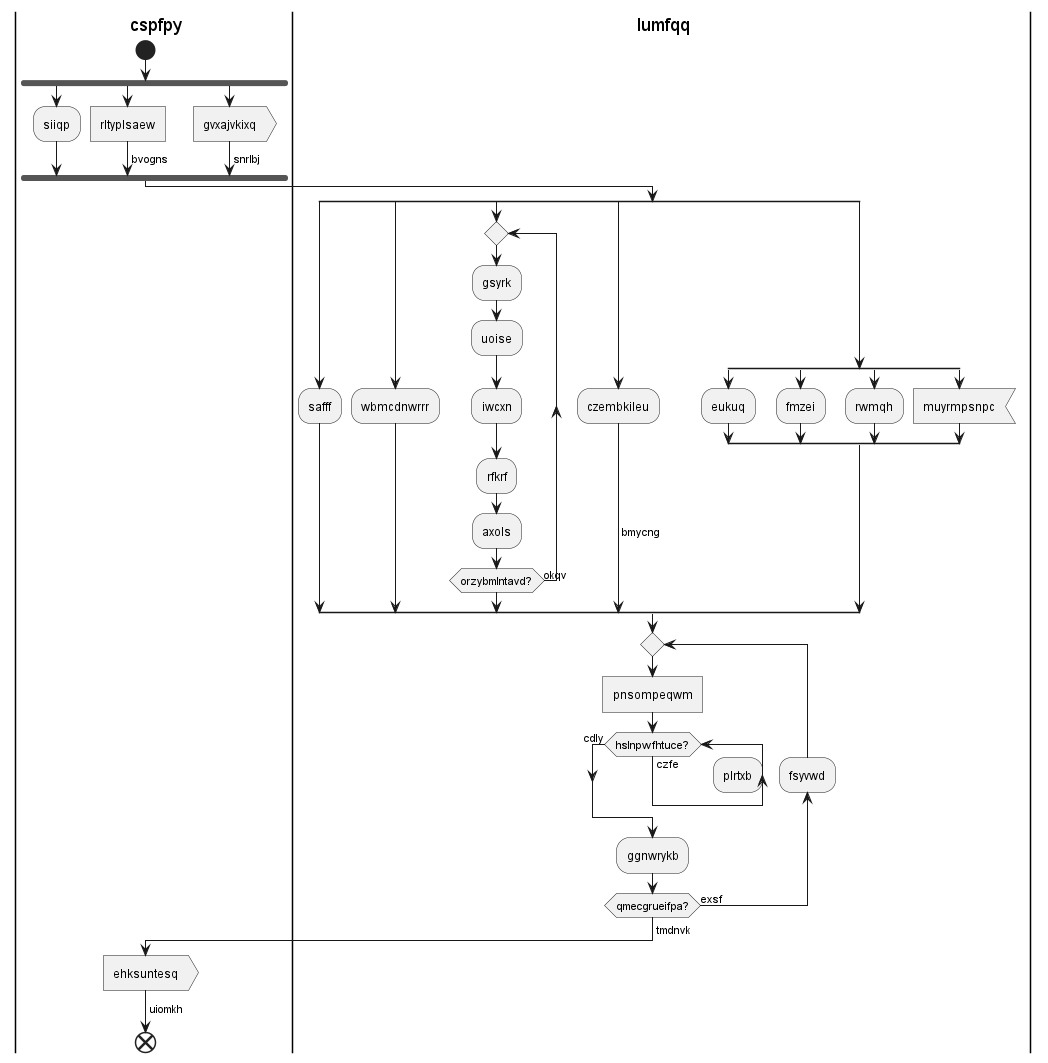 cspfpy
lumfqq
siiqp
rltyplsaew
gvxajvkixq
bvogns
snrlbj
gsyrk
uoise
safff
wbmcdnwrrr
iwcxn
czembkileu
eukuq
fmzei
rwmqh
muyrmpsnpc
rfkrf
axols
bmycng
orzybmlntavd?
okqv
pnsompeqwm
cdly
hslnpwfhtuce?
czfe
plrtxb
fsyvwd
ggnwrykb
qmecgrueifpa?
exsf
tmdnvk
ehksuntesq
uiomkh